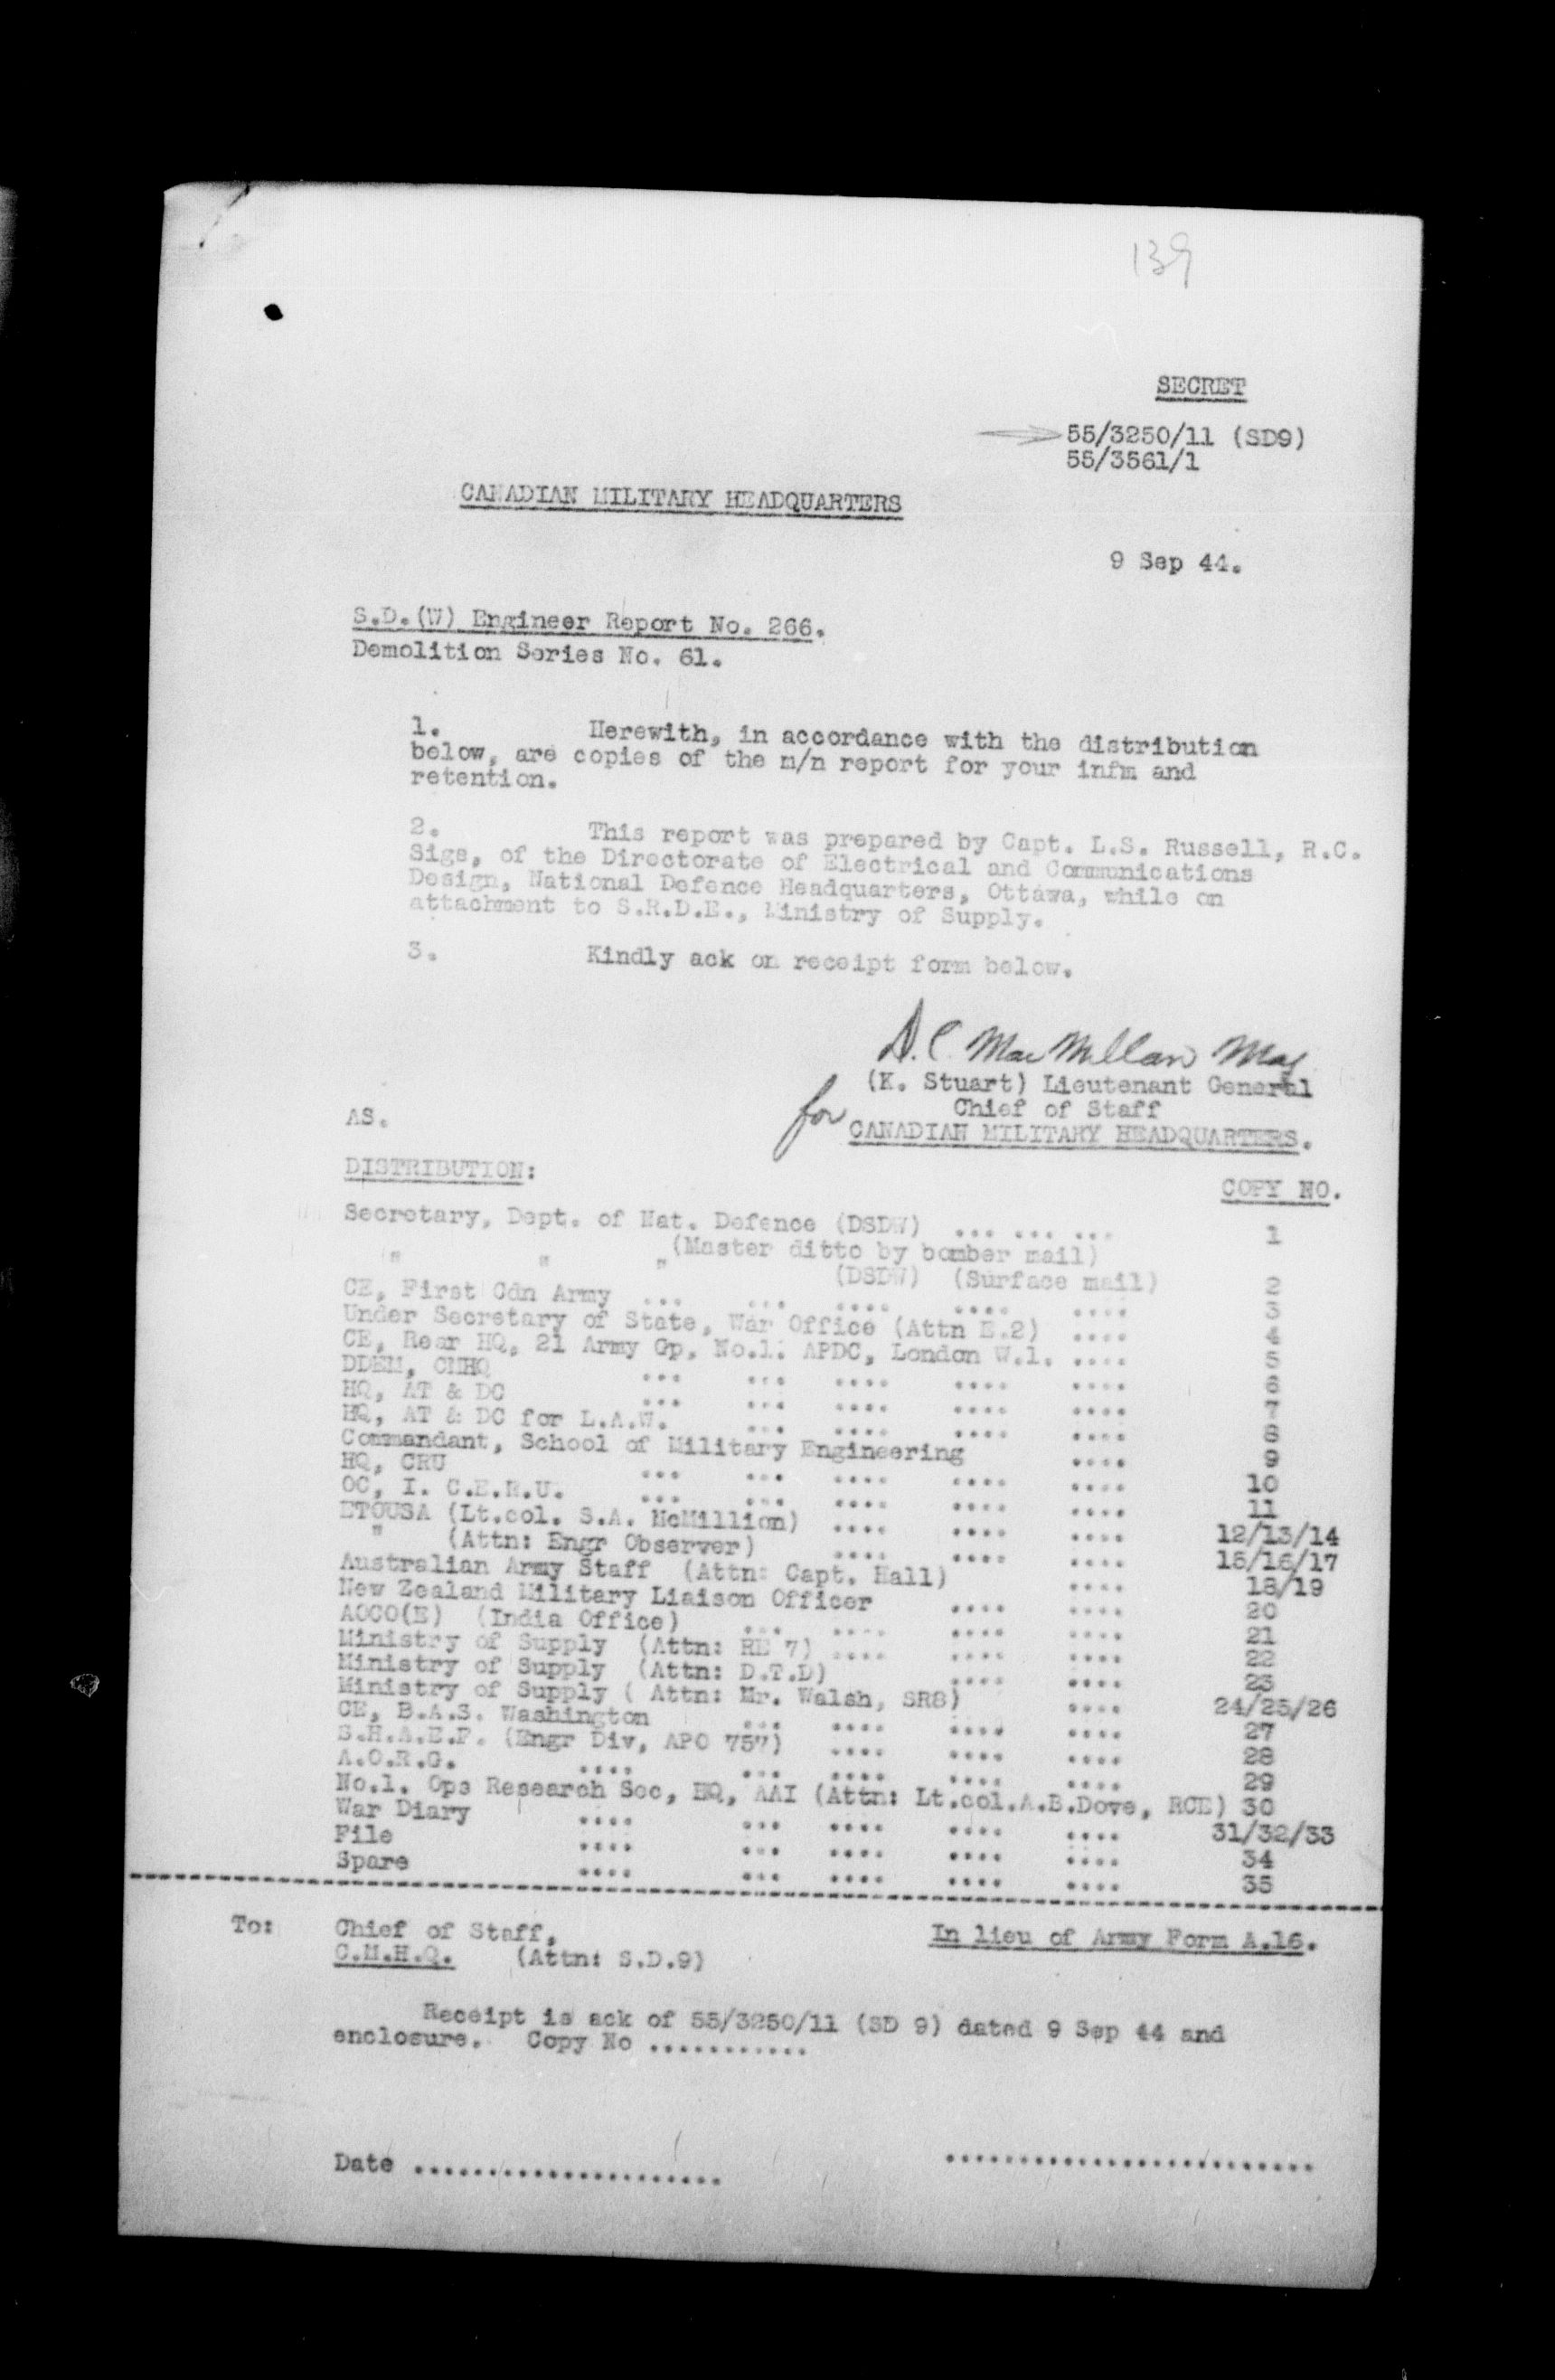 139
SECRET
55/3250/11 (SD9)
55/3561/1
CANADIAN MILITARY HEADQUARTERS
9 Sep 44.
S.D.(W) Engineer Report No. 266.
Demolition Series No. 61.
1. Herewith, in accordance with the distribution
below, are copies of the m/n report for your infm and
retention.
2. This report was prepared by Capt. L.S. Russell, R.C.
Sigs, of the Directorate of Electrical and Communications
Design, National Defence Headquarters, Ottawa, while on
attachment to S.R.D.E., Ministry of Supply.
3. Kindly ack on receipt form below.
D.C. MacMillan Maj
(K. Stuart) Lieutenant General
Chief of Staff
for CANADIAN MILITARY HEADQUARTERS.
AS.
DISTRIBUTION: COPY NO.
Secretary, Dept. of Nat. Defence (DSDW) ... ... ... 1
(Master ditto by bomber mail)
" " " (DSDW) (Surface mail) 2
CE, First Cdn Army ... ... .... .... .... 3
Under Secretary of State, War Office (Attn E.2) .... 4
CE, Rear HQ, 21 Army Gp, No.1. APDC, London W.1. .... 5
DDEM, CMHQ ... ... .... .... .... 6
HQ, AT & DC ... ... .... .... .... 7
HQ, AT & DC for L.A.W. ... .... .... .... 8
Commandant, School of Military Engineering .... 9
HQ, CRU ... ... .... .... .... 10
OC, I. C.E.R.U. ... ... .... .... .... 11
ETOUSA (Lt.col. S.A. McMillion) .... .... .... 12/13/14
" (Attn: Engr Observer) .... .... .... 15/16/17
Australian Army Staff (Attn: Capt. Hall) .... 18/19
New Zealand Military Liaison Officer .... .... 20
AOCO(E) (India Office) ... .... .... .... 21
Ministry of Supply (Attn: RE 7) .... .... .... 22
Ministry of Supply (Attn: D.T.D) .... .... 23
Ministry of Supply ( Attn: Mr. Walsh, SR8) .... 24/25/26
CE, B.A.S. Washington ... .... .... .... 27
S.H.A.E.F. (Engr Div, APO 757) .... .... .... 28
A.O.R.G. .... ... .... .... .... 29
No.1. Ops Research Sec, HQ, AAI (Attn: Lt.col.A.B.Dove, RCE) 30
War Diary .... ... .... .... .... 31/32/33
File .... ... .... .... .... 34
Spare .... ... .... .... .... 35
To: Chief of Staff, In lieu of Army Form A.16.
C.M.H.Q. (Attn: S.D.9)
Receipt is ack of 55/3250/11 (SD 9) dated 9 Sep 44 and
enclosure. Copy No ...........
Date ..................... .........................